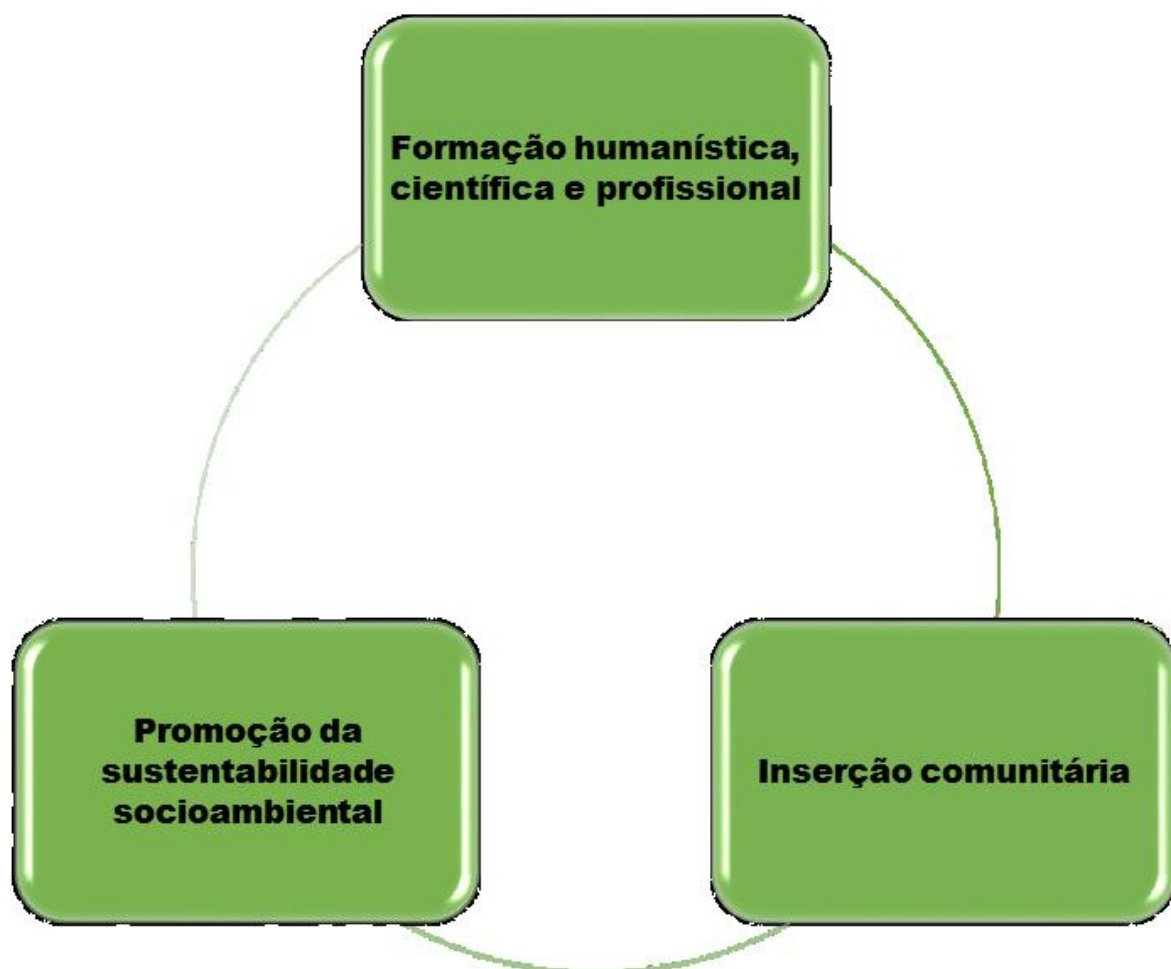 Formação humanística,
científica e profissional
Promoção da
sustentabilidade
socioambiental
Inserção comunitária